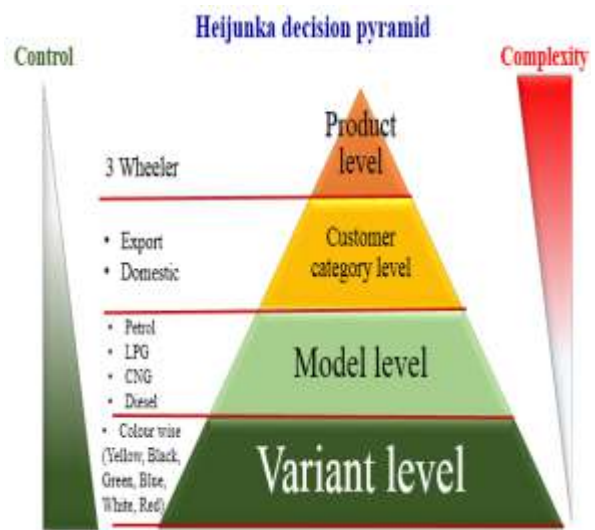 Heijunka decision pyramid
Control
Complexity
Product
level
3 Wheeler
• Export
• Domestic
Customer
category level
• Petrol
• LPG
• CNG
• Diesel
Model level
• Colour wise
(Yellow, Black,
Green, Blue,
White, Red)
Variant level